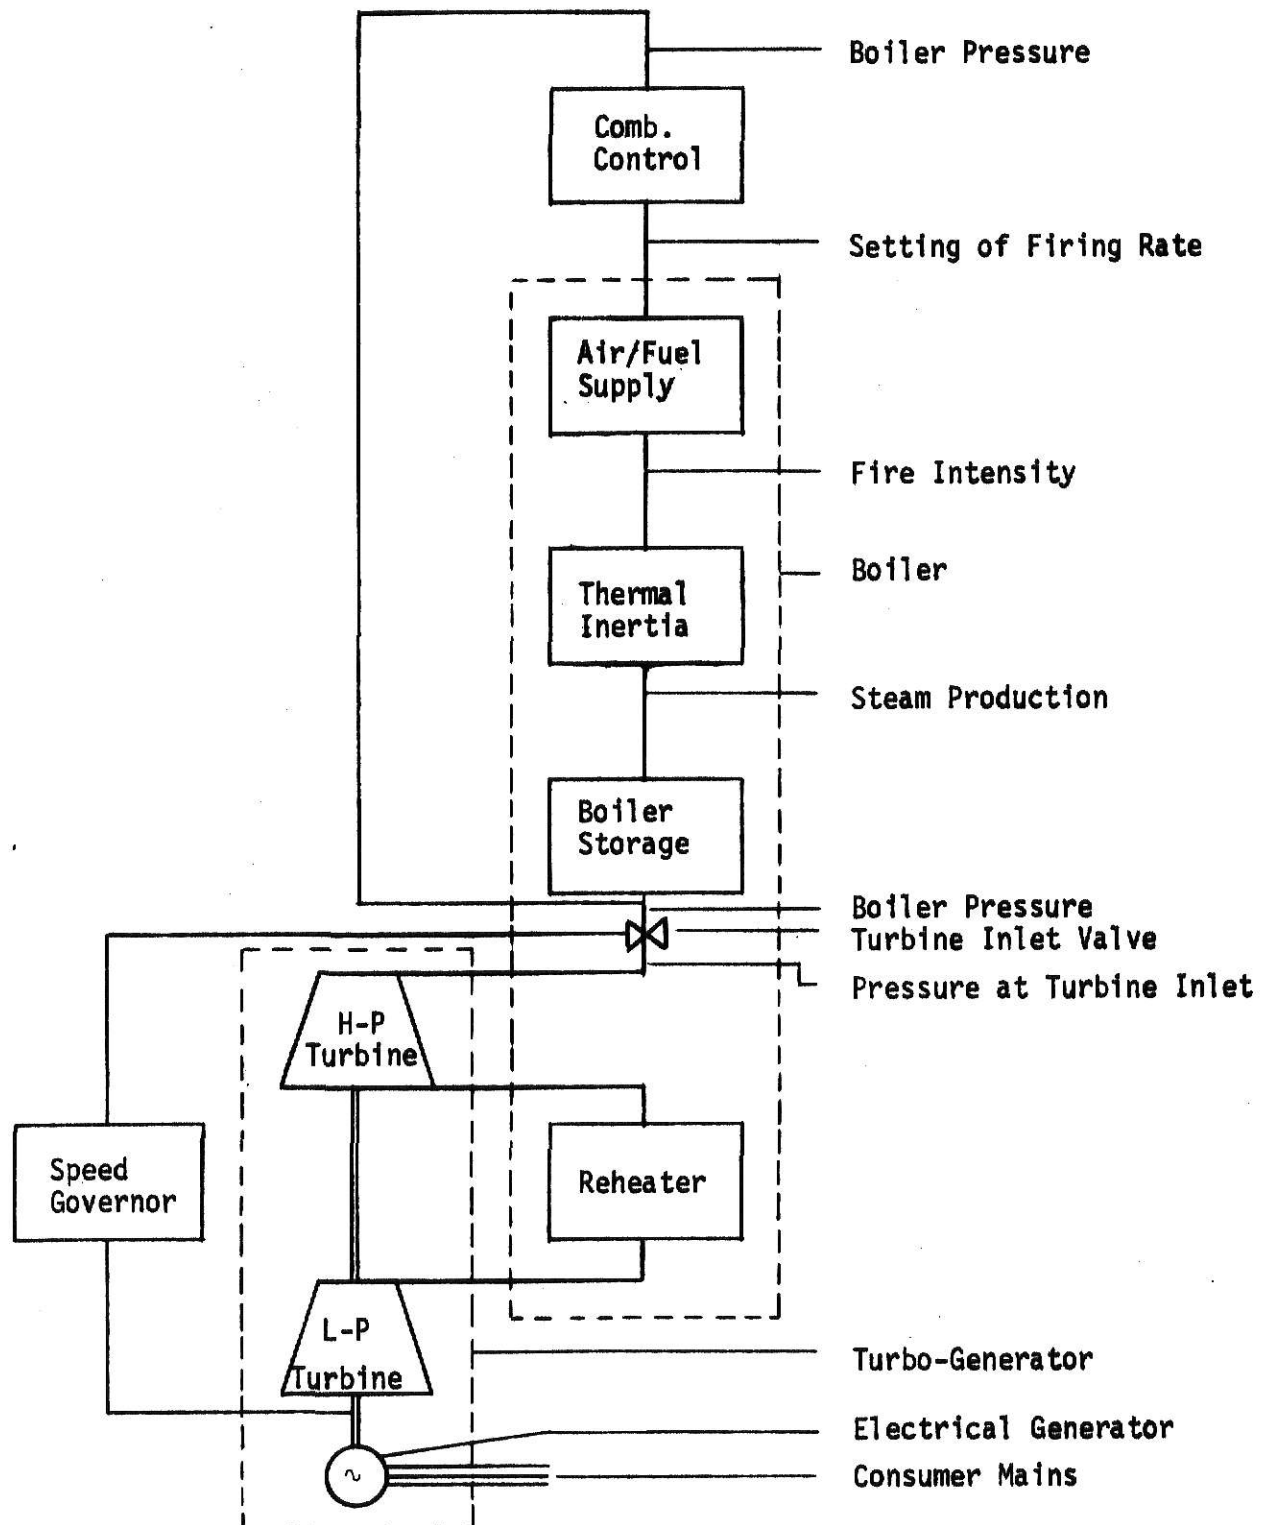 Boiler Pressure
Comb.
Control
Setting of Firing Rate
Air/Fuel
Supply
Fire Intensity
Boiler
Thermal
Inertia
Steam Production
Boiler
Storage
Boiler Pressure
Turbine Inlet Valve
Pressure at Turbine Inlet
H-P
Turbine
Speed
Governor
Reheater
L-P
Turbine
Turbo-Generator
Electrical Generator
~
Consumer Mains